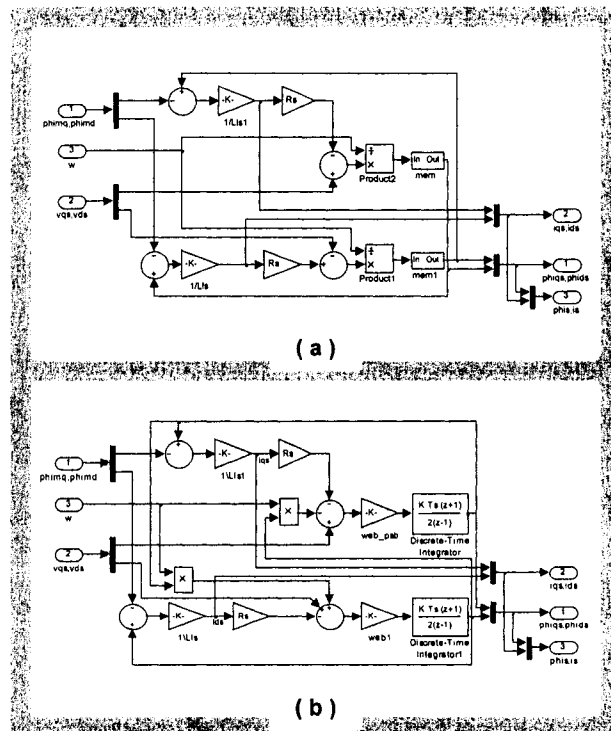 -K-
Rs
1
phimq,phimd
1/Lls1
3
w
÷
×
Product2
In Out
mem
2
vqs,vds
2
iqs,ids
-K-
1/Lls
Rs
÷
×
Product1
In Out
mem1
1
phiqs,phids
3
phis,is
( a )
-K-
iqs
Rs
1
phimq,phimd
1\Lls1
3
w
×
-K-
web_psb
K Ts(z+1)
2(z-1)
Discrete-Time
Integrator
2
vqs,vds
×
2
iqs,ids
-K-
1\Lls
ids
Rs
-K-
web1
K Ts(z+1)
2(z-1)
Discrete-Time
Integrator1
1
phiqs,phids
3
phis,is
( b )